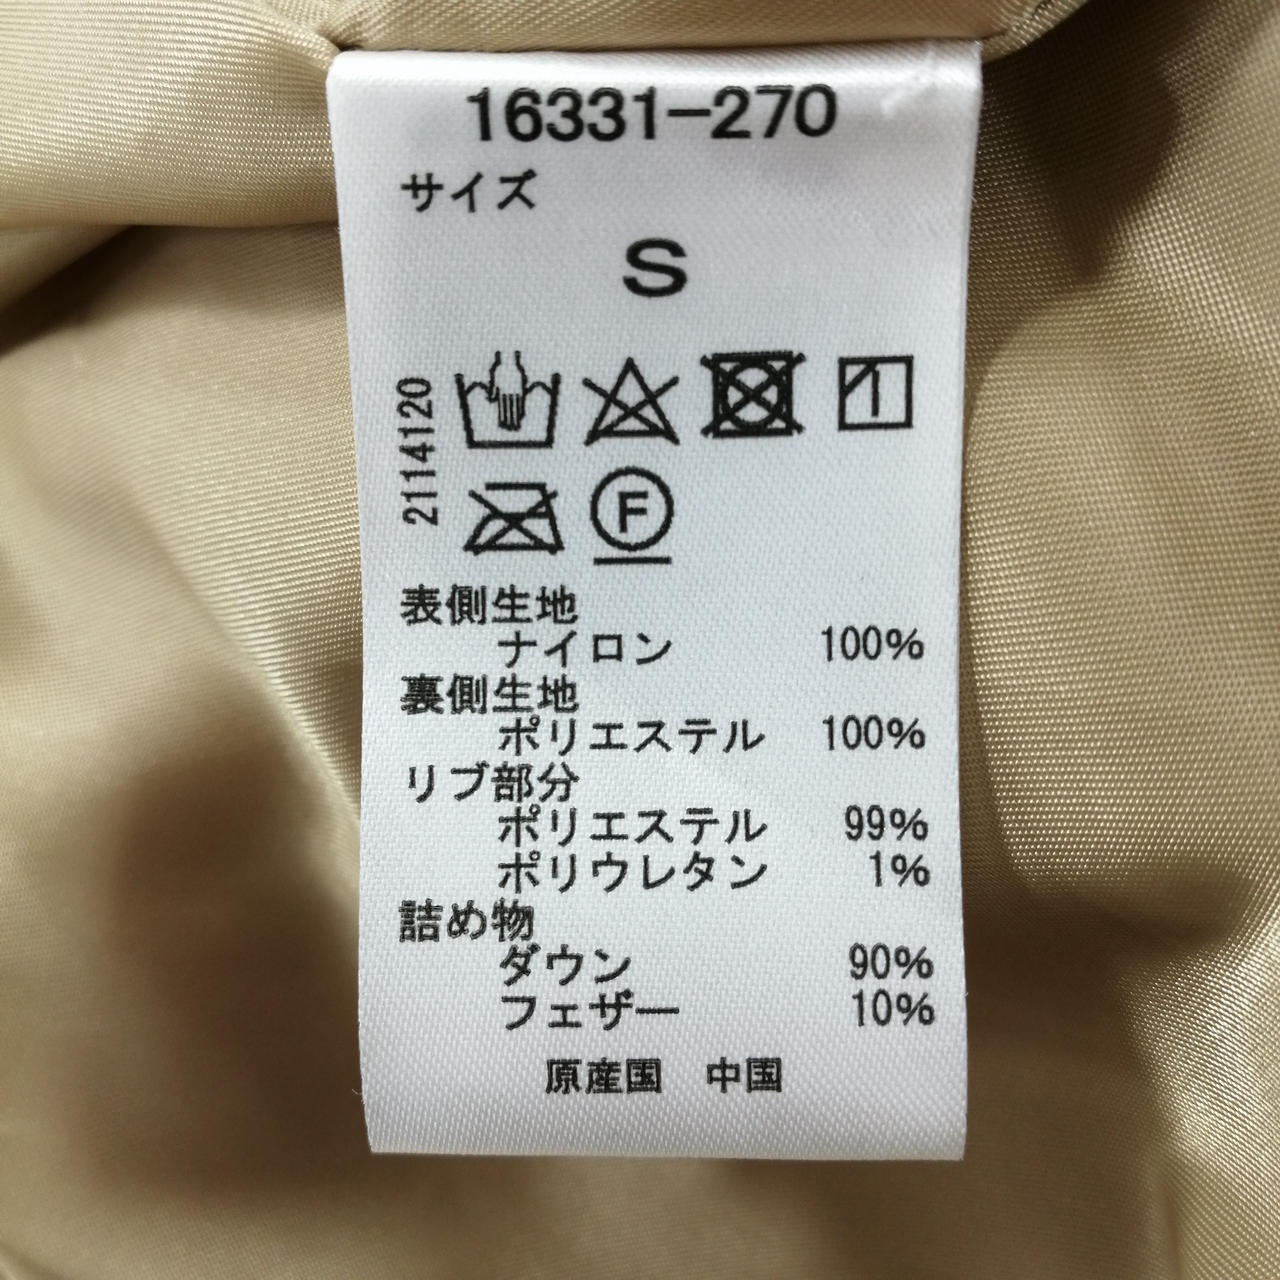 16331-270
サイズ
S
2114120
F
表側生地
ナイロン 100%
裏側生地
ポリエステル 100%
リブ部分
ポリエステル 99%
ポリウレタン 1%
詰め物
ダウン 90%
フェザー 10%
原産国 中国